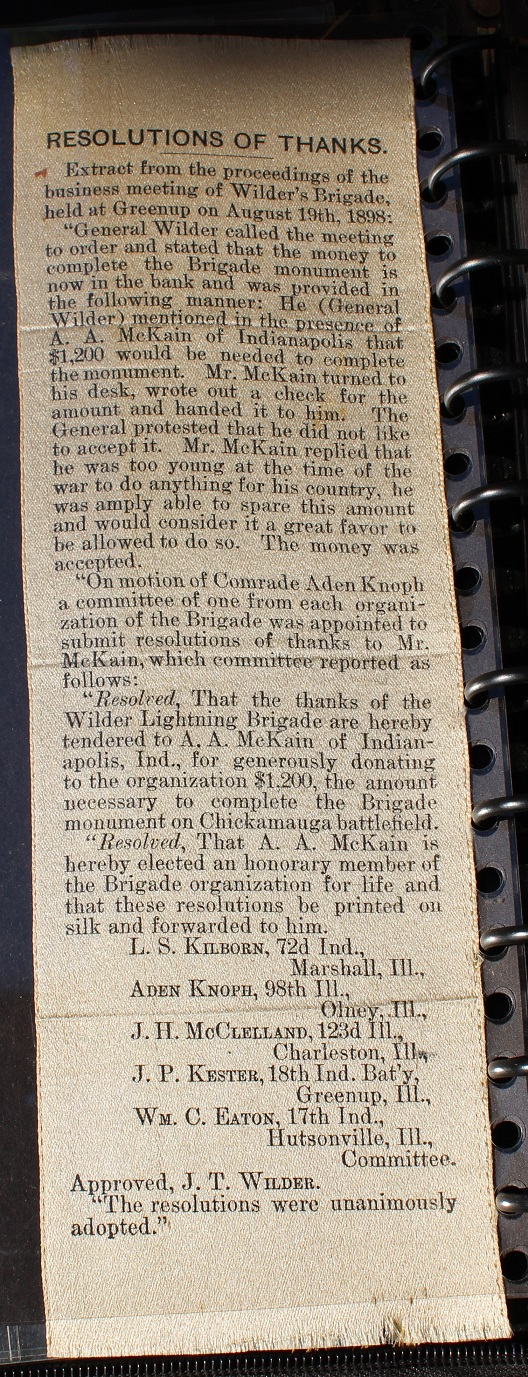 RESOLUTIONS OF THANKS.
Extract from the proceedings of the
business meeting of Wilder's Brigade,
held at Greenup on August 19th, 1898:
"General Wilder called the meeting
to order and stated that the money to
complete the Brigade monument is
now in the bank and was provided in
the following manner: He (General
Wilder) mentioned in the presence of
A. A. McKain of Indianapolis that
$1,200 would be needed to complete
the monument. Mr. McKain turned to
his desk, wrote out a check for the
amount and handed it to him. The
General protested that he did not like
to accept it. Mr. McKain replied that
he was too young at the time of the
war to do anything for his country, he
was amply able to spare this amount
and would consider it a great favor to
be allowed to do so. The money was
accepted.
"On motion of Comrade Aden Knoph
a committee of one from each organi-
zation of the Brigade was appointed to
submit resolutions of thanks to Mr.
McKain, which committee reported as
follows:
"Resolved, That the thanks of the
Wilder Lightning Brigade are hereby
tendered to A. A. McKain of Indian-
apolis, Ind., for generously donating
to the organization $1,200, the amount
necessary to complete the Brigade
monument on Chickamauga battlefield.
"Resolved, That A. A. McKain is
hereby elected an honorary member of
the Brigade organization for life and
that these resolutions be printed on
silk and forwarded to him.
L. S. KILBORN, 72d Ind.,
Marshall, Ill.,
ADEN KNOPH, 98th Ill.,
Olney, Ill.,
J. H. MCCLELLAND, 123d Ill.,
Charleston, Ill.,
J. P. KESTER, 18th Ind. Bat'y,
Greenup, Ill.,
WM. C. EATON, 17th Ind.,
Hutsonville, Ill.,
Committee.
Approved, J. T. WILDER.
"The resolutions were unanimously
adopted."